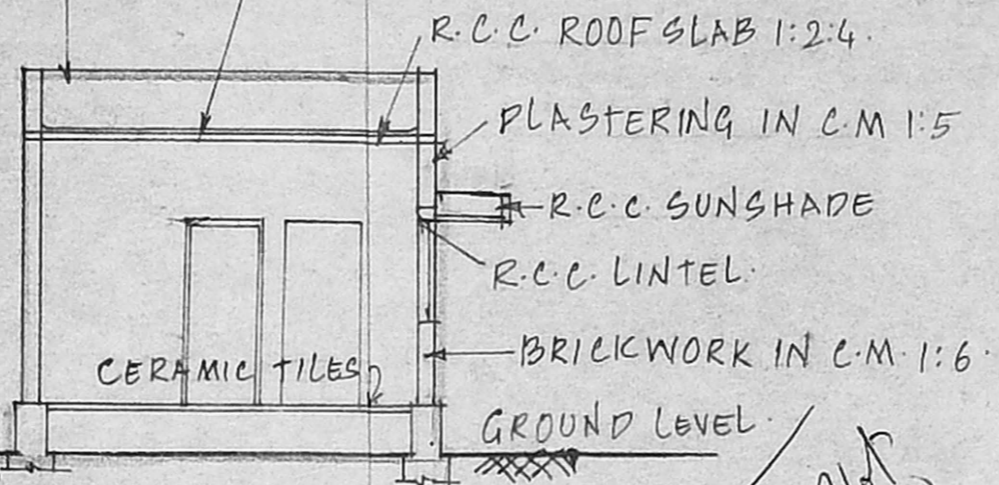 R.C.C. ROOF SLAB 1:2:4.
PLASTERING IN C.M 1:5
R.C.C. SUNSHADE
R.C.C. LINTEL.
BRICKWORK IN C.M. 1:6.
CERAMIC TILES
GROUND LEVEL.